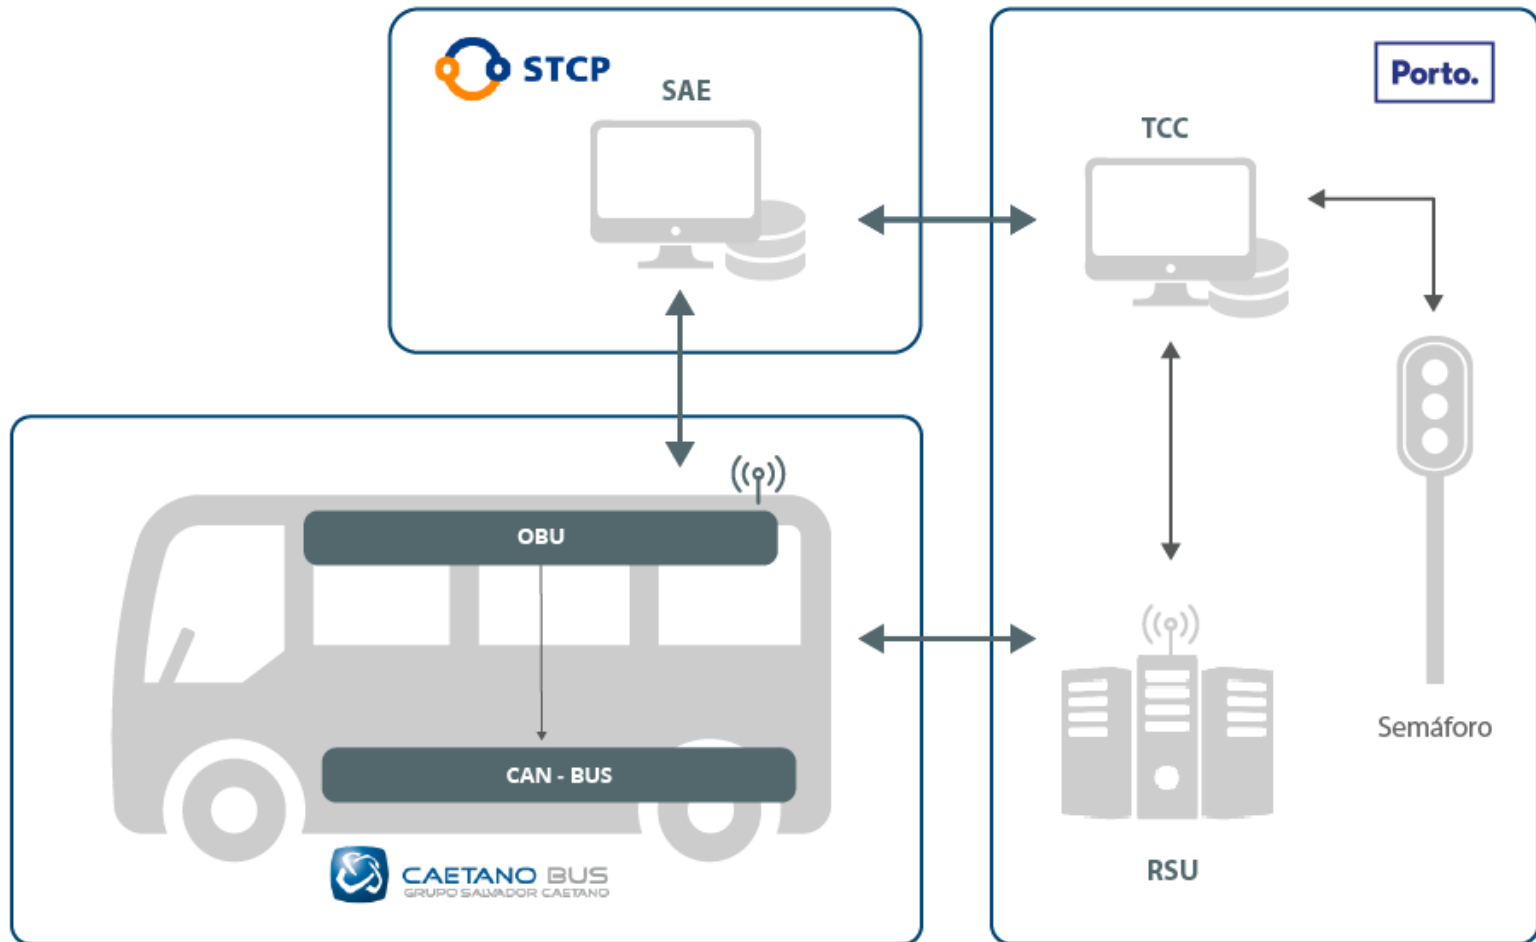 STCP
SAE
Porto.
TCC
OBU
CAN - BUS
CAETANO BUS
GRUPO SALVADOR CAETANO
Semáforo
RSU